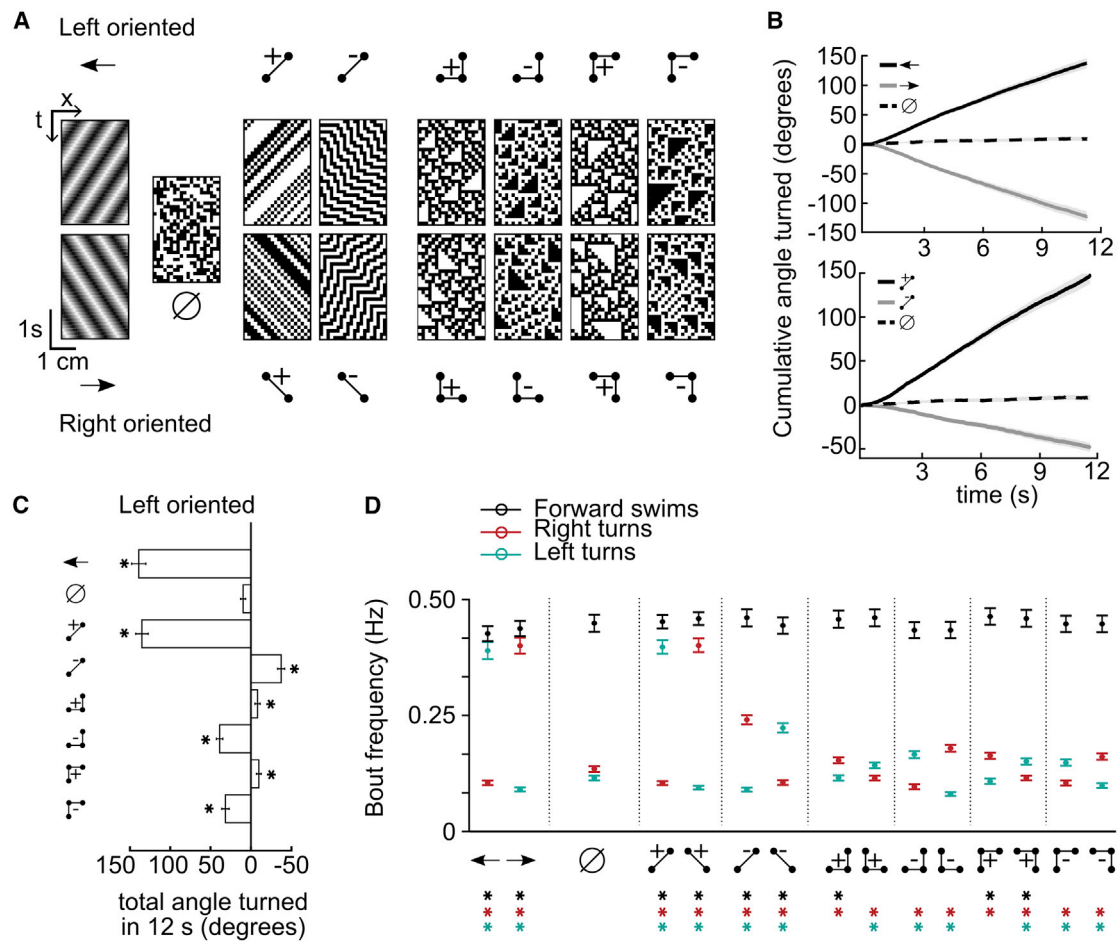 A
Left oriented
←
+ - + - + -
x
t
∅
1s
1 cm
→
+ - + - + -
Right oriented
B
150
100
50
0
-50
-100
-150
←
→
∅
3 6 9 12
150
100
50
0
-50
+
-
∅
3 6 9 12
time (s)
Cumulative angle turned (degrees)
C
Left oriented
← *
∅
+ *
- *
+ *
- *
+ *
- *
150 100 50 0 -50
total angle turned
in 12 s (degrees)
D
Forward swims
Right turns
Left turns
Bout frequency (Hz)
0.50
0.25
0
← → ∅ + + - - + + - - + + - -
* * * * * * * * *
* * * * * * * * * * * * *
* * * * * * * * * * * *